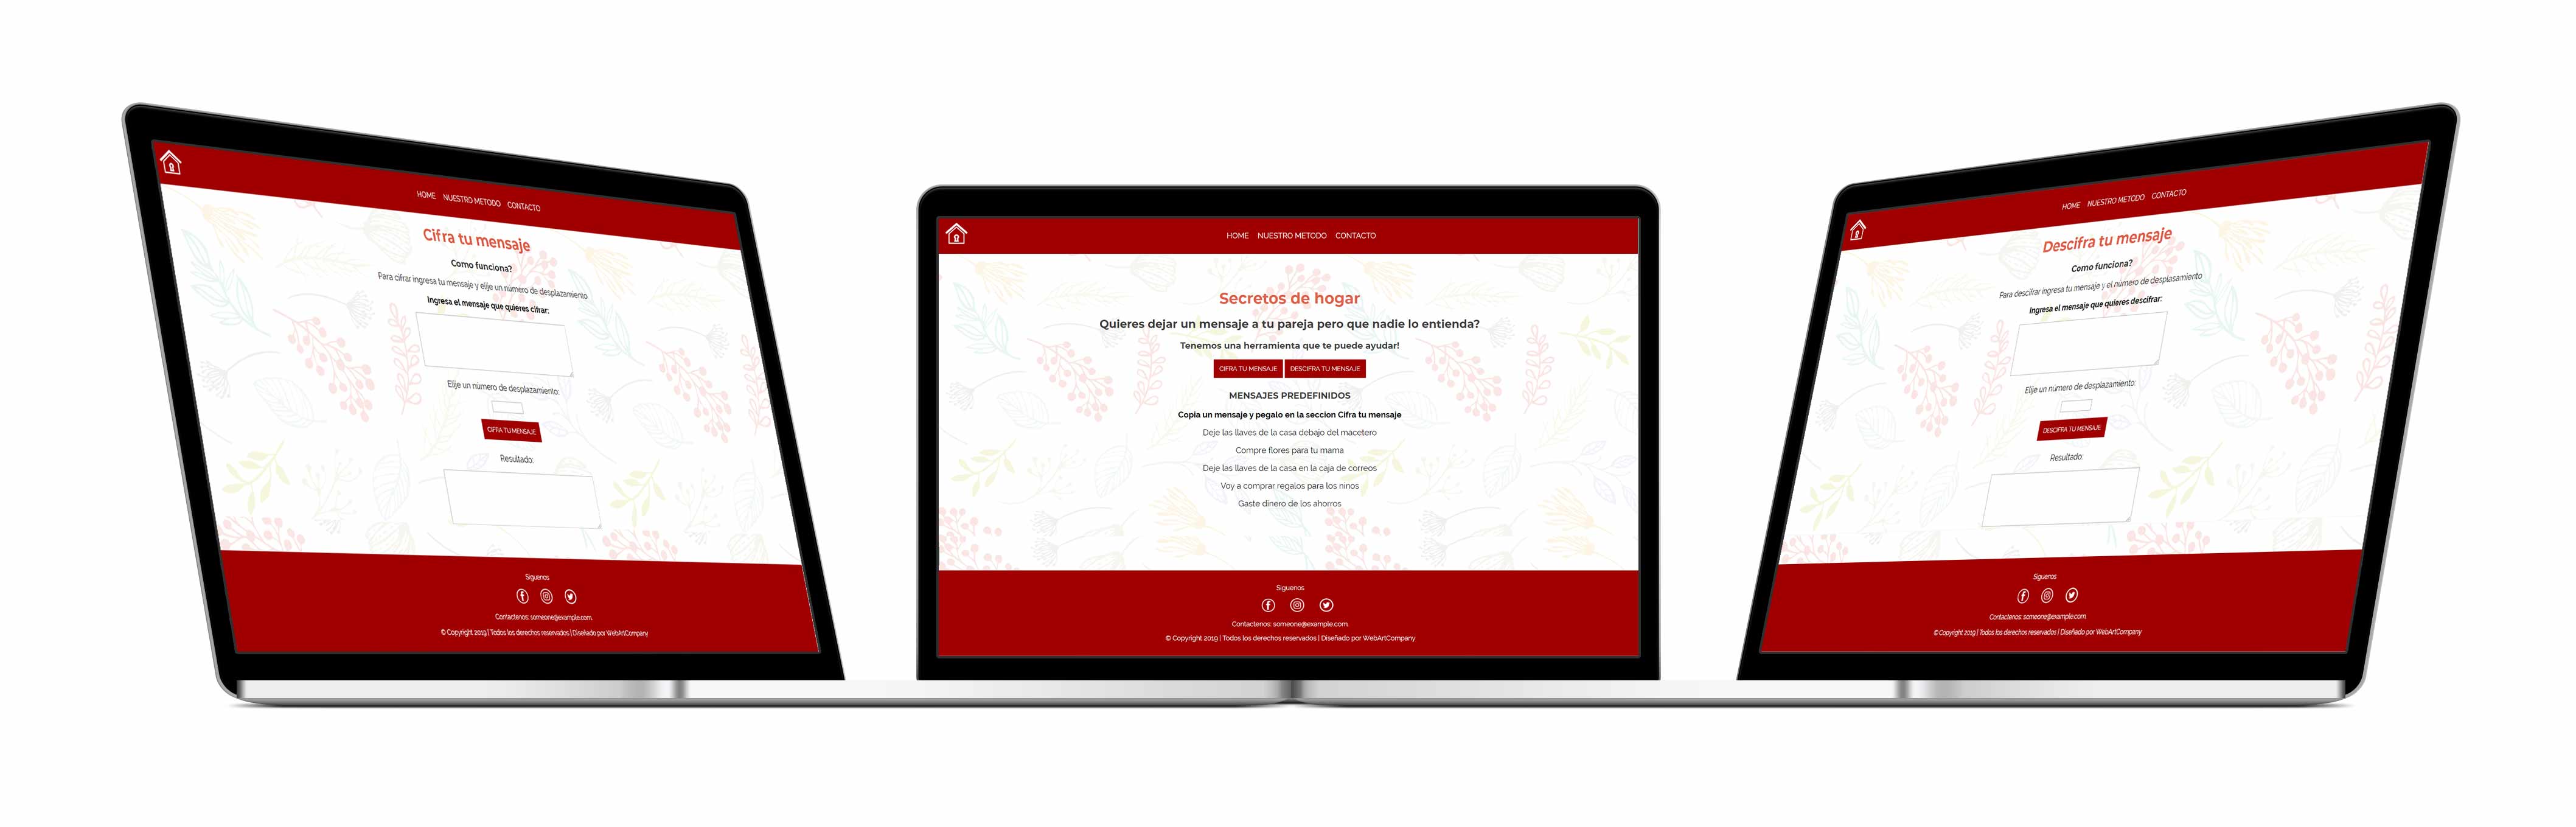 HOME NUESTRO METODO CONTACTO
Cifra tu mensaje
Como funciona?
Para cifrar ingresa tu mensaje y elije un número de desplazamiento
Ingresa el mensaje que quieres cifrar:
Elije un número de desplazamiento:
CIFRA TU MENSAJE
Resultado:
Siguenos
Contactenos: someone@example.com.
© Copyright 2019 | Todos los derechos reservados | Diseñado por WebArtCompany
HOME NUESTRO METODO CONTACTO
Secretos de hogar
Quieres dejar un mensaje a tu pareja pero que nadie lo entienda?
Tenemos una herramienta que te puede ayudar!
CIFRA TU MENSAJE DESCIFRA TU MENSAJE
MENSAJES PREDEFINIDOS
Copia un mensaje y pegalo en la seccion Cifra tu mensaje
Deje las llaves de la casa debajo del macetero
Compre flores para tu mama
Deje las llaves de la casa en la caja de correos
Voy a comprar regalos para los ninos
Gaste dinero de los ahorros
Siguenos
Contactenos: someone@example.com.
© Copyright 2019 | Todos los derechos reservados | Diseñado por WebArtCompany
HOME NUESTRO METODO CONTACTO
Descifra tu mensaje
Como funciona?
Para descifrar ingresa tu mensaje y el número de desplasamiento
Ingresa el mensaje que quieres descifrar:
Elije un número de desplazamiento:
DESCIFRA TU MENSAJE
Resultado:
Siguenos
Contactenos: someone@example.com.
© Copyright 2019 | Todos los derechos reservados | Diseñado por WebArtCompany